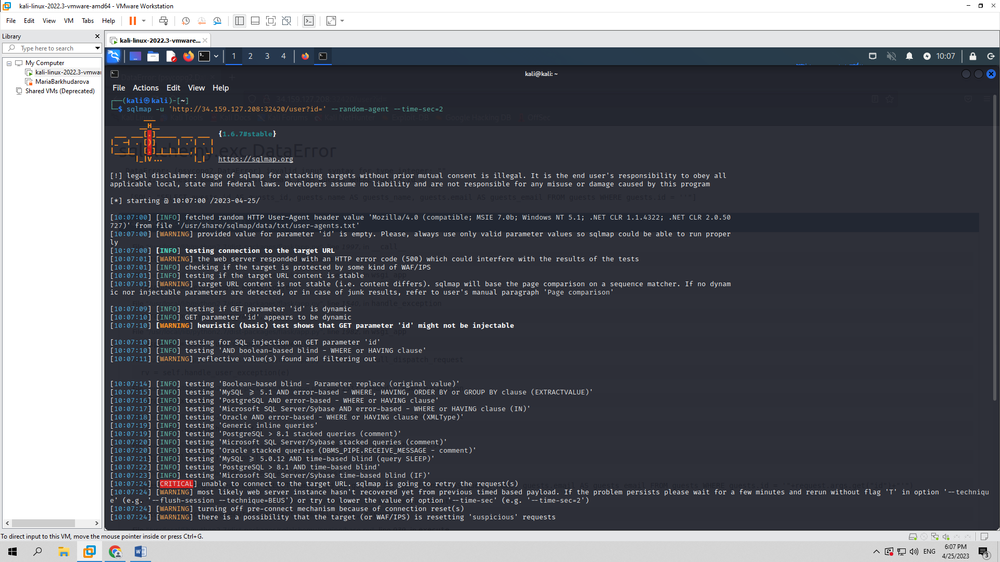 kali-linux-2022.3-vmware-amd64 - VMware Workstation
File Edit View VM Tabs Help
Library
Type here to search
My Computer
kali-linux-2022.3-vmwar
MariaBarkhudarova
Shared VMs (Deprecated)
kali-linux-2022.3-vmware...
1 2 3 4
10:07
kali@kali: ~
File Actions Edit View Help
┌──(kali㉿kali)-[~]
└─$ sqlmap -u 'http://34.159.127.208:32420/user?id=' --random-agent --time-sec=2
{1.6.7#stable}
https://sqlmap.org
sqlalchemy.exc.DataError
[!] legal disclaimer: Usage of sqlmap for attacking targets without prior mutual consent is illegal. It is the end user's responsibility to obey all
applicable local, state and federal laws. Developers assume no liability and are not responsible for any misuse or damage caused by this program
[*] starting @ 10:07:00 /2023-04-25/
[10:07:00] [INFO] fetched random HTTP User-Agent header value 'Mozilla/4.0 (compatible; MSIE 7.0b; Windows NT 5.1; .NET CLR 1.1.4322; .NET CLR 2.0.50
727)' from file '/usr/share/sqlmap/data/txt/user-agents.txt'
[10:07:00] [WARNING] provided value for parameter 'id' is empty. Please, always use only valid parameter values so sqlmap could be able to run proper
ly
[10:07:00] [INFO] testing connection to the target URL
[10:07:01] [WARNING] the web server responded with an HTTP error code (500) which could interfere with the results of the tests
[10:07:01] [INFO] checking if the target is protected by some kind of WAF/IPS
[10:07:01] [INFO] testing if the target URL content is stable
[10:07:01] [WARNING] target URL content is not stable (i.e. content differs). sqlmap will base the page comparison on a sequence matcher. If no dynam
ic nor injectable parameters are detected, or in case of junk results, refer to user's manual paragraph 'Page comparison'
[10:07:09] [INFO] testing if GET parameter 'id' is dynamic
[10:07:10] [INFO] GET parameter 'id' appears to be dynamic
[10:07:10] [WARNING] heuristic (basic) test shows that GET parameter 'id' might not be injectable
[10:07:10] [INFO] testing for SQL injection on GET parameter 'id'
[10:07:10] [INFO] testing 'AND boolean-based blind - WHERE or HAVING clause'
[10:07:11] [WARNING] reflective value(s) found and filtering out
rv = self.handle_user_exception(e)
[10:07:14] [INFO] testing 'Boolean-based blind - Parameter replace (original value)'
[10:07:15] [INFO] testing 'MySQL ≥ 5.1 AND error-based - WHERE, HAVING, ORDER BY or GROUP BY clause (EXTRACTVALUE)'
[10:07:16] [INFO] testing 'PostgreSQL AND error-based - WHERE or HAVING clause'
[10:07:17] [INFO] testing 'Microsoft SQL Server/Sybase AND error-based - WHERE or HAVING clause (IN)'
[10:07:18] [INFO] testing 'Oracle AND error-based - WHERE or HAVING clause (XMLType)'
[10:07:19] [INFO] testing 'Generic inline queries'
[10:07:19] [INFO] testing 'PostgreSQL > 8.1 stacked queries (comment)'
[10:07:20] [INFO] testing 'Microsoft SQL Server/Sybase stacked queries (comment)'
[10:07:20] [INFO] testing 'Oracle stacked queries (DBMS_PIPE.RECEIVE_MESSAGE - comment)'
[10:07:21] [INFO] testing 'MySQL ≥ 5.0.12 AND time-based blind (query SLEEP)'
[10:07:22] [INFO] testing 'PostgreSQL > 8.1 AND time-based blind'
[10:07:23] [INFO] testing 'Microsoft SQL Server/Sybase time-based blind (IF)'
[10:07:24] [CRITICAL] unable to connect to the target URL. sqlmap is going to retry the request(s)
[10:07:24] [WARNING] most likely web server instance hasn't recovered yet from previous timed based payload. If the problem persists please wait for a few minutes and rerun without flag 'T' in option '--techniqu
e' (e.g. '--flush-session --technique=BEUS') or try to lower the value of option '--time-sec' (e.g. '--time-sec=2')
[10:07:24] [WARNING] turning off pre-connect mechanism because of connection reset(s)
[10:07:24] [WARNING] there is a possibility that the target (or WAF/IPS) is resetting 'suspicious' requests
To direct input to this VM, move the mouse pointer inside or press Ctrl+G.
ENG
6:07 PM
4/25/2023
3